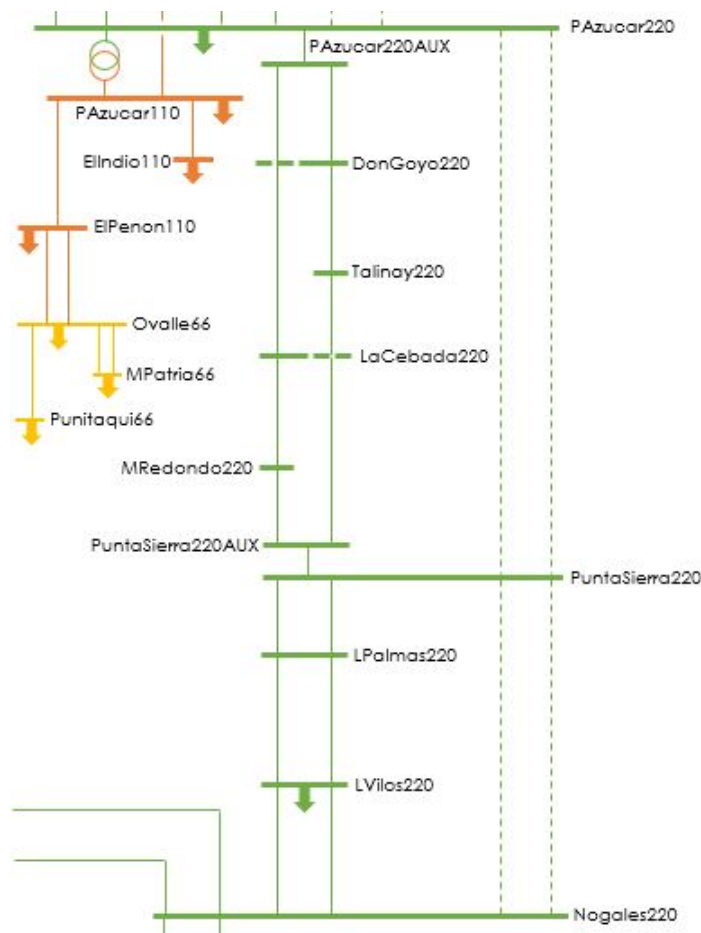 PAzucar220
PAzucar220AUX
PAzucar110
ElIndio110
DonGoyo220
ElPenon110
Talinay220
Ovalle66
LaCebada220
MPatria66
Punitaqui66
MRedondo220
PuntaSierra220AUX
PuntaSierra220
LPalmas220
LVilos220
Nogales220